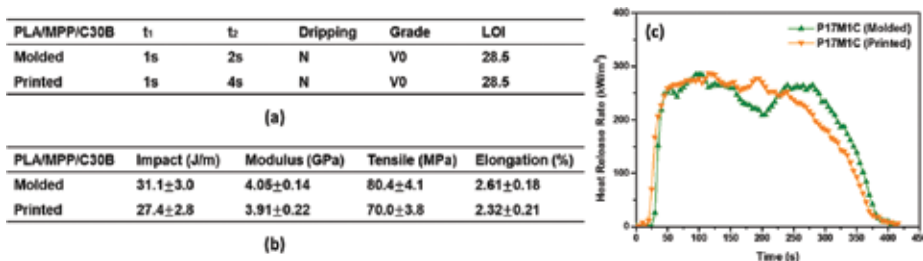 PLA/MPP/C30B t₁ t₂ Dripping Grade LOI
Molded 1s 2s N V0 28.5
Printed 1s 4s N V0 28.5
(a)
PLA/MPP/C30B Impact (J/m) Modulus (GPa) Tensile (MPa) Elongation (%)
Molded 31.1±3.0 4.05±0.14 80.4±4.1 2.61±0.18
Printed 27.4±2.8 3.91±0.22 70.0±3.8 2.32±0.21
(b)
(c)
P17M1C (Molded)
P17M1C (Printed)
Heat Release Rate (kW/m²)
400
300
200
100
0
0 50 100 150 200 250 300 350 400 450
Time (s)